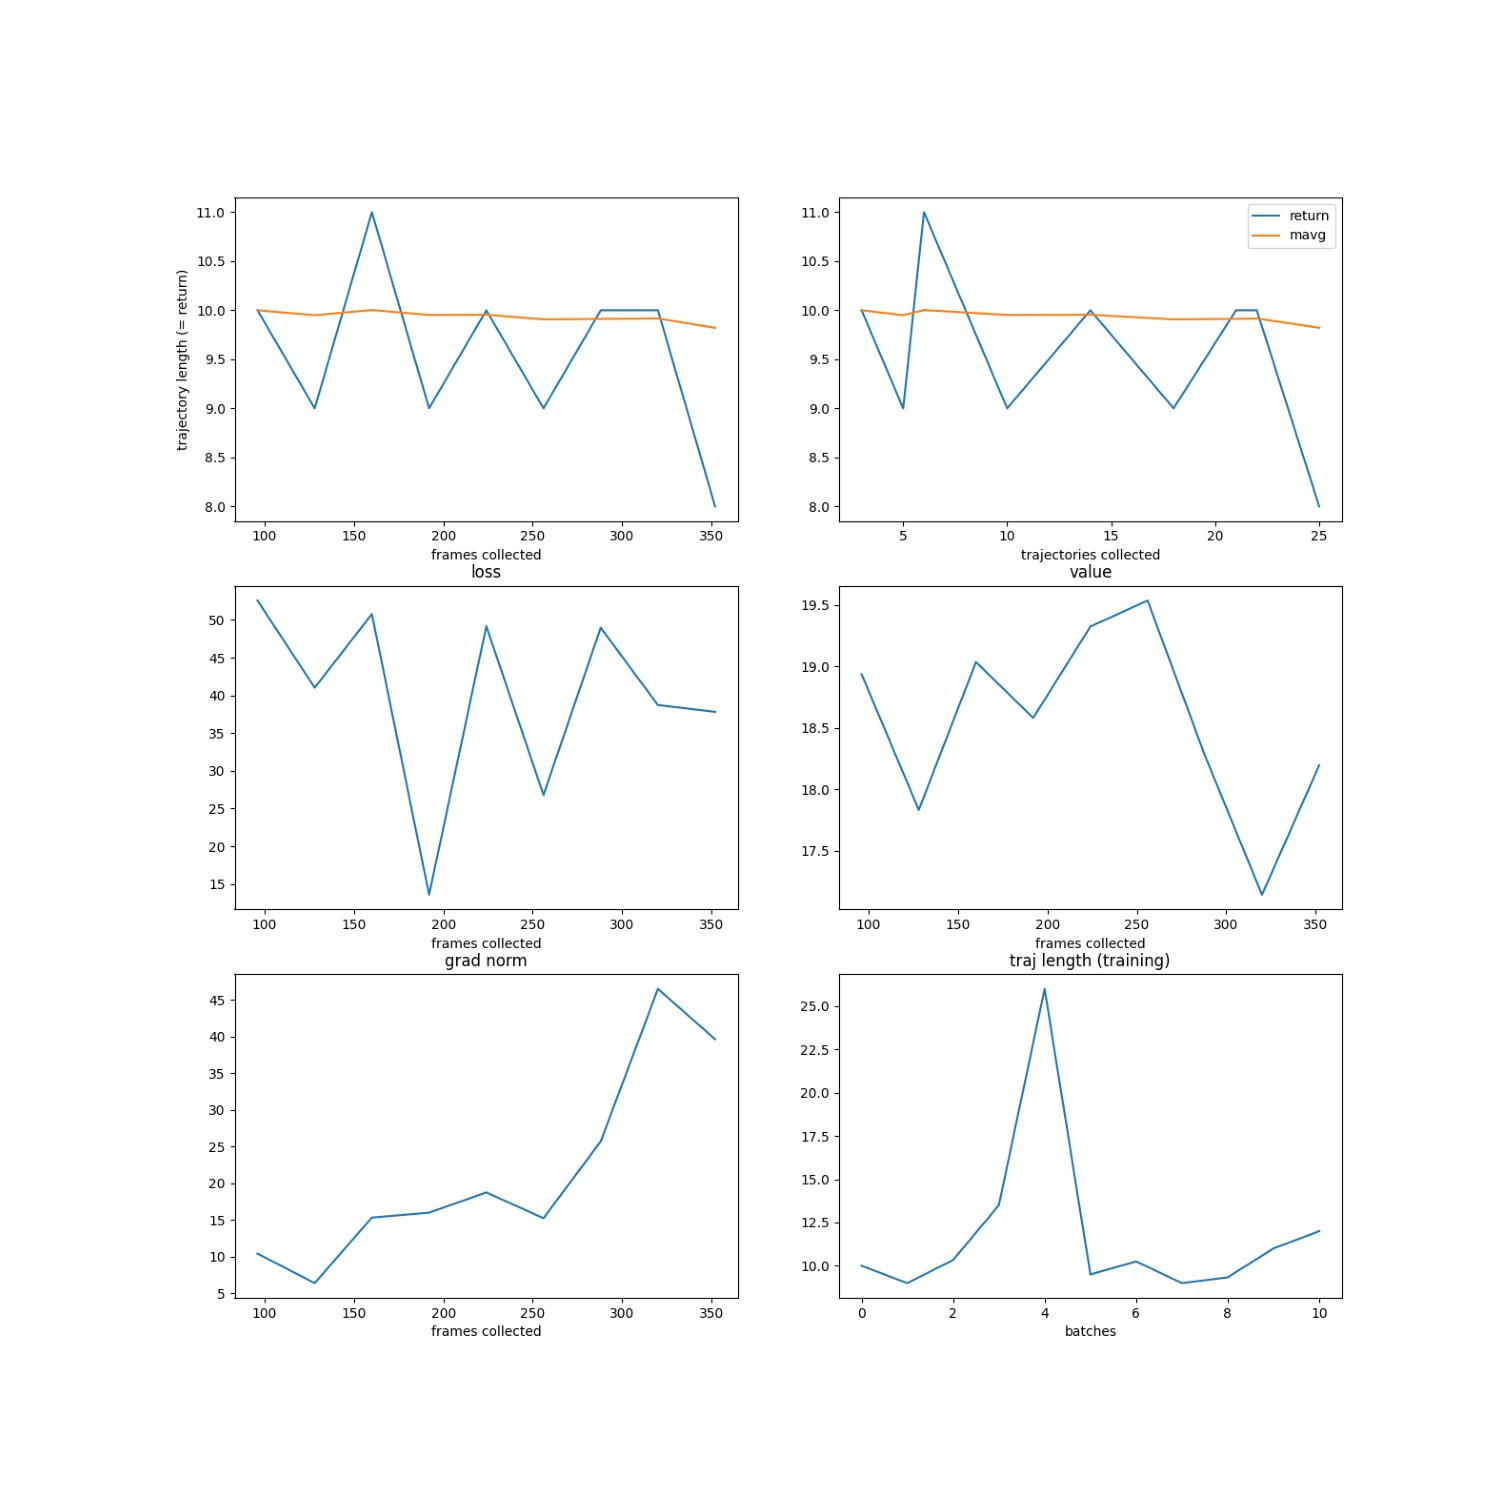 11.0
10.5
10.0
9.5
9.0
8.5
8.0
trajectory length (= return)
100 150 200 250 300 350
frames collected
11.0
10.5
10.0
9.5
9.0
8.5
8.0
return
mavg
5 10 15 20 25
trajectories collected
loss
50
45
40
35
30
25
20
15
100 150 200 250 300 350
frames collected
value
19.5
19.0
18.5
18.0
17.5
100 150 200 250 300 350
frames collected
grad norm
45
40
35
30
25
20
15
10
5
100 150 200 250 300 350
frames collected
traj length (training)
25.0
22.5
20.0
17.5
15.0
12.5
10.0
0 2 4 6 8 10
batches